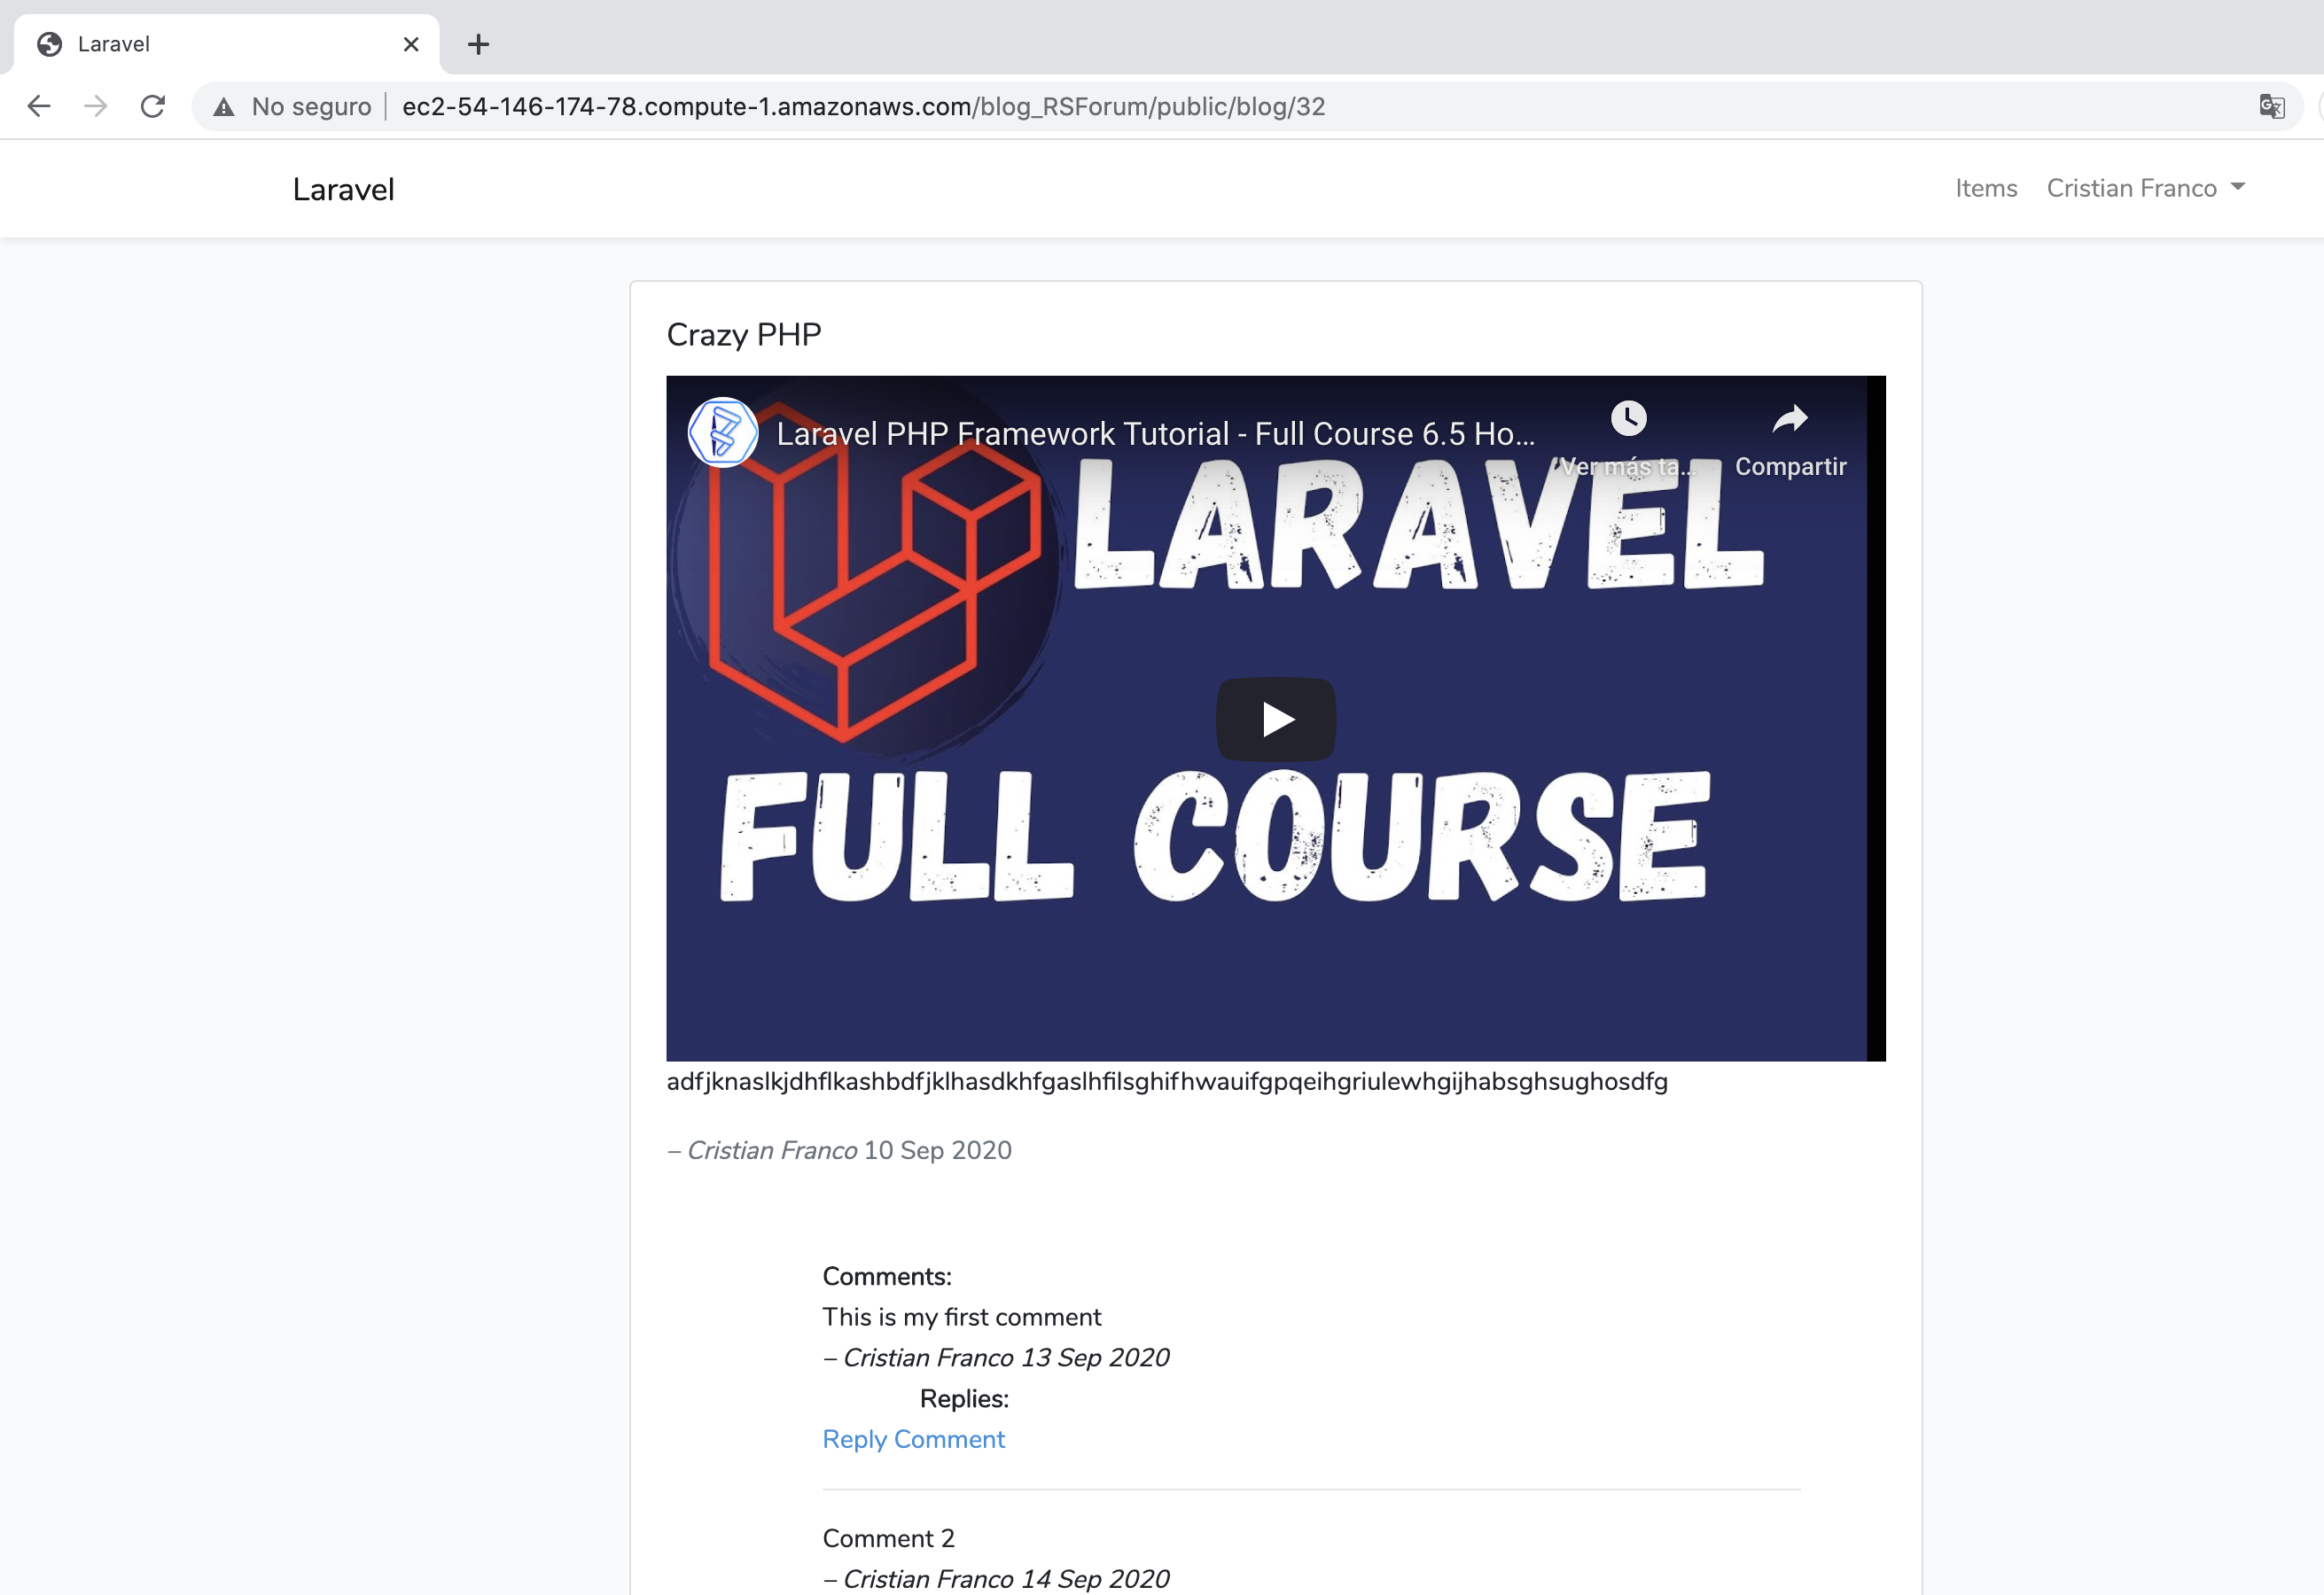 Laravel
No seguro ec2-54-146-174-78.compute-1.amazonaws.com/blog_RSForum/public/blog/32
Laravel Items Cristian Franco
Crazy PHP
Laravel PHP Framework Tutorial - Full Course 6.5 Ho...
Ver más ta... Compartir
LARAVEL
FULL COURSE
adfjknaslkjdhflkashbdfjklhasdkhfgaslhfilsghifhwauifgpqeihgriulewhgijhabsghsughosdfg
– Cristian Franco 10 Sep 2020
Comments:
This is my first comment
– Cristian Franco 13 Sep 2020
Replies:
Reply Comment
Comment 2
– Cristian Franco 14 Sep 2020